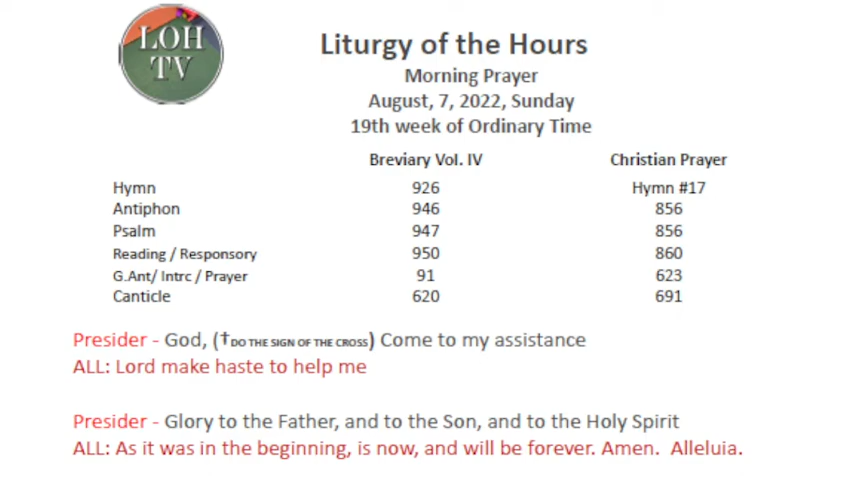 LOH
TV
Liturgy of the Hours
Morning Prayer
August, 7, 2022, Sunday
19th week of Ordinary Time
Breviary Vol. IV Christian Prayer
Hymn 926 Hymn #17
Antiphon 946 856
Psalm 947 856
Reading / Responsory 950 860
G.Ant/ Intrc / Prayer 91 623
Canticle 620 691
Presider - God, (†DO THE SIGN OF THE CROSS) Come to my assistance
ALL: Lord make haste to help me
Presider - Glory to the Father, and to the Son, and to the Holy Spirit
ALL: As it was in the beginning, is now, and will be forever. Amen. Alleluia.